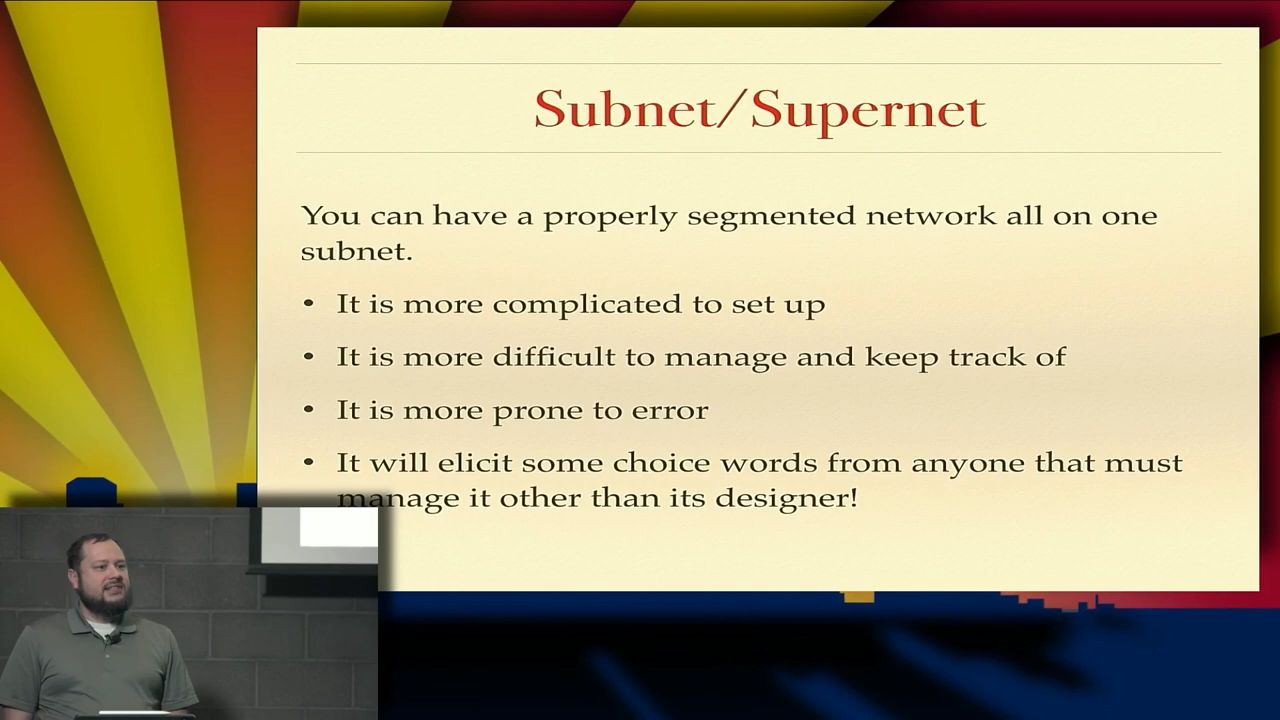 Subnet/Supernet
You can have a properly segmented network all on one
subnet.
• It is more complicated to set up
• It is more difficult to manage and keep track of
• It is more prone to error
• It will elicit some choice words from anyone that must
manage it other than its designer!